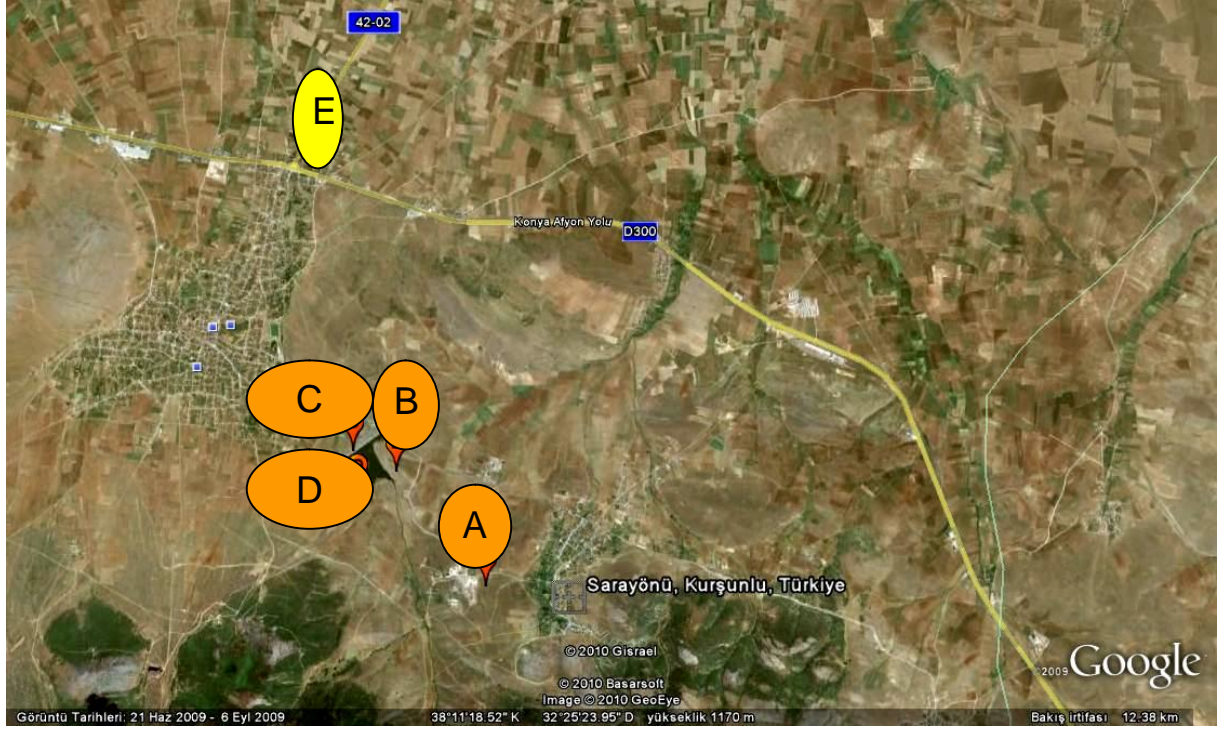 42-02
E
Konya Afyon Yolu
D300
C
B
D
A
Sarayönü, Kurşunlu, Türkiye
© 2010 Gisrael
© 2010 Basarsoft
Image © 2010 GeoEye
©2009 Google
Görüntü Tarihleri: 21 Haz 2009 - 6 Eyl 2009 38°11'18.52" K 32°25'23.95" D yükseklik 1170 m Bakış irtifası 12.38 km